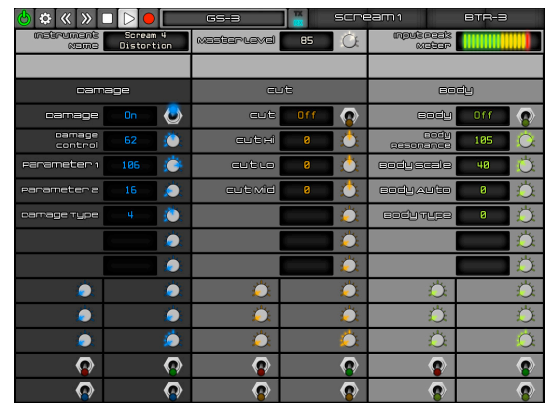 GS-3 TX SCREAM 1 BTR-3
Instrument Name Scream 4 Distortion Master Level 85 Input Peak Meter
Damage Cut Body
Damage On Cut Off Body Off
Damage control 62 Cut Hi 0 Body Resonance 105
Parameter 1 106 Cut Lo 0 Body Scale 40
Parameter 2 16 Cut Mid 0 Body Auto 0
Damage Type 4 Body Type 0